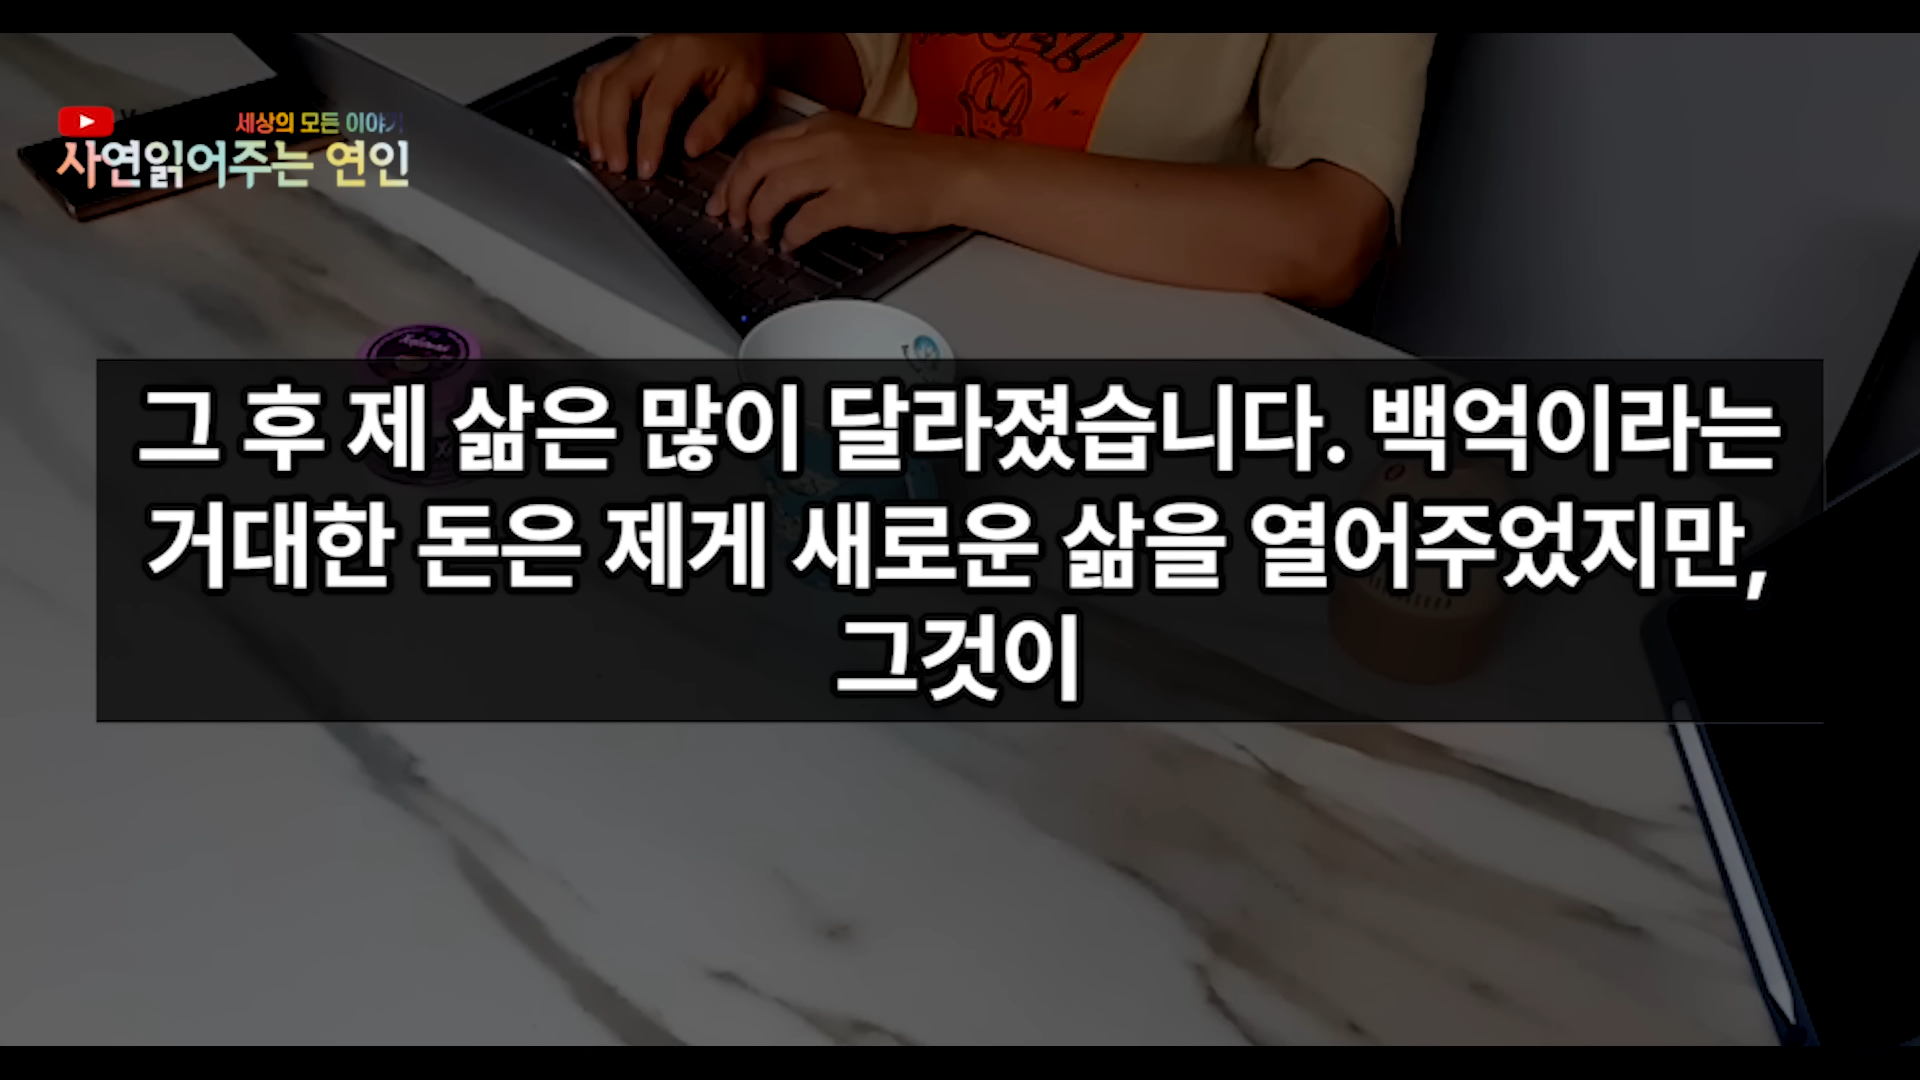 세상의 모든 이야기
사연읽어주는 연인
그 후 제 삶은 많이 달라졌습니다. 백억이라는
거대한 돈은 제게 새로운 삶을 열어주었지만,
그것이